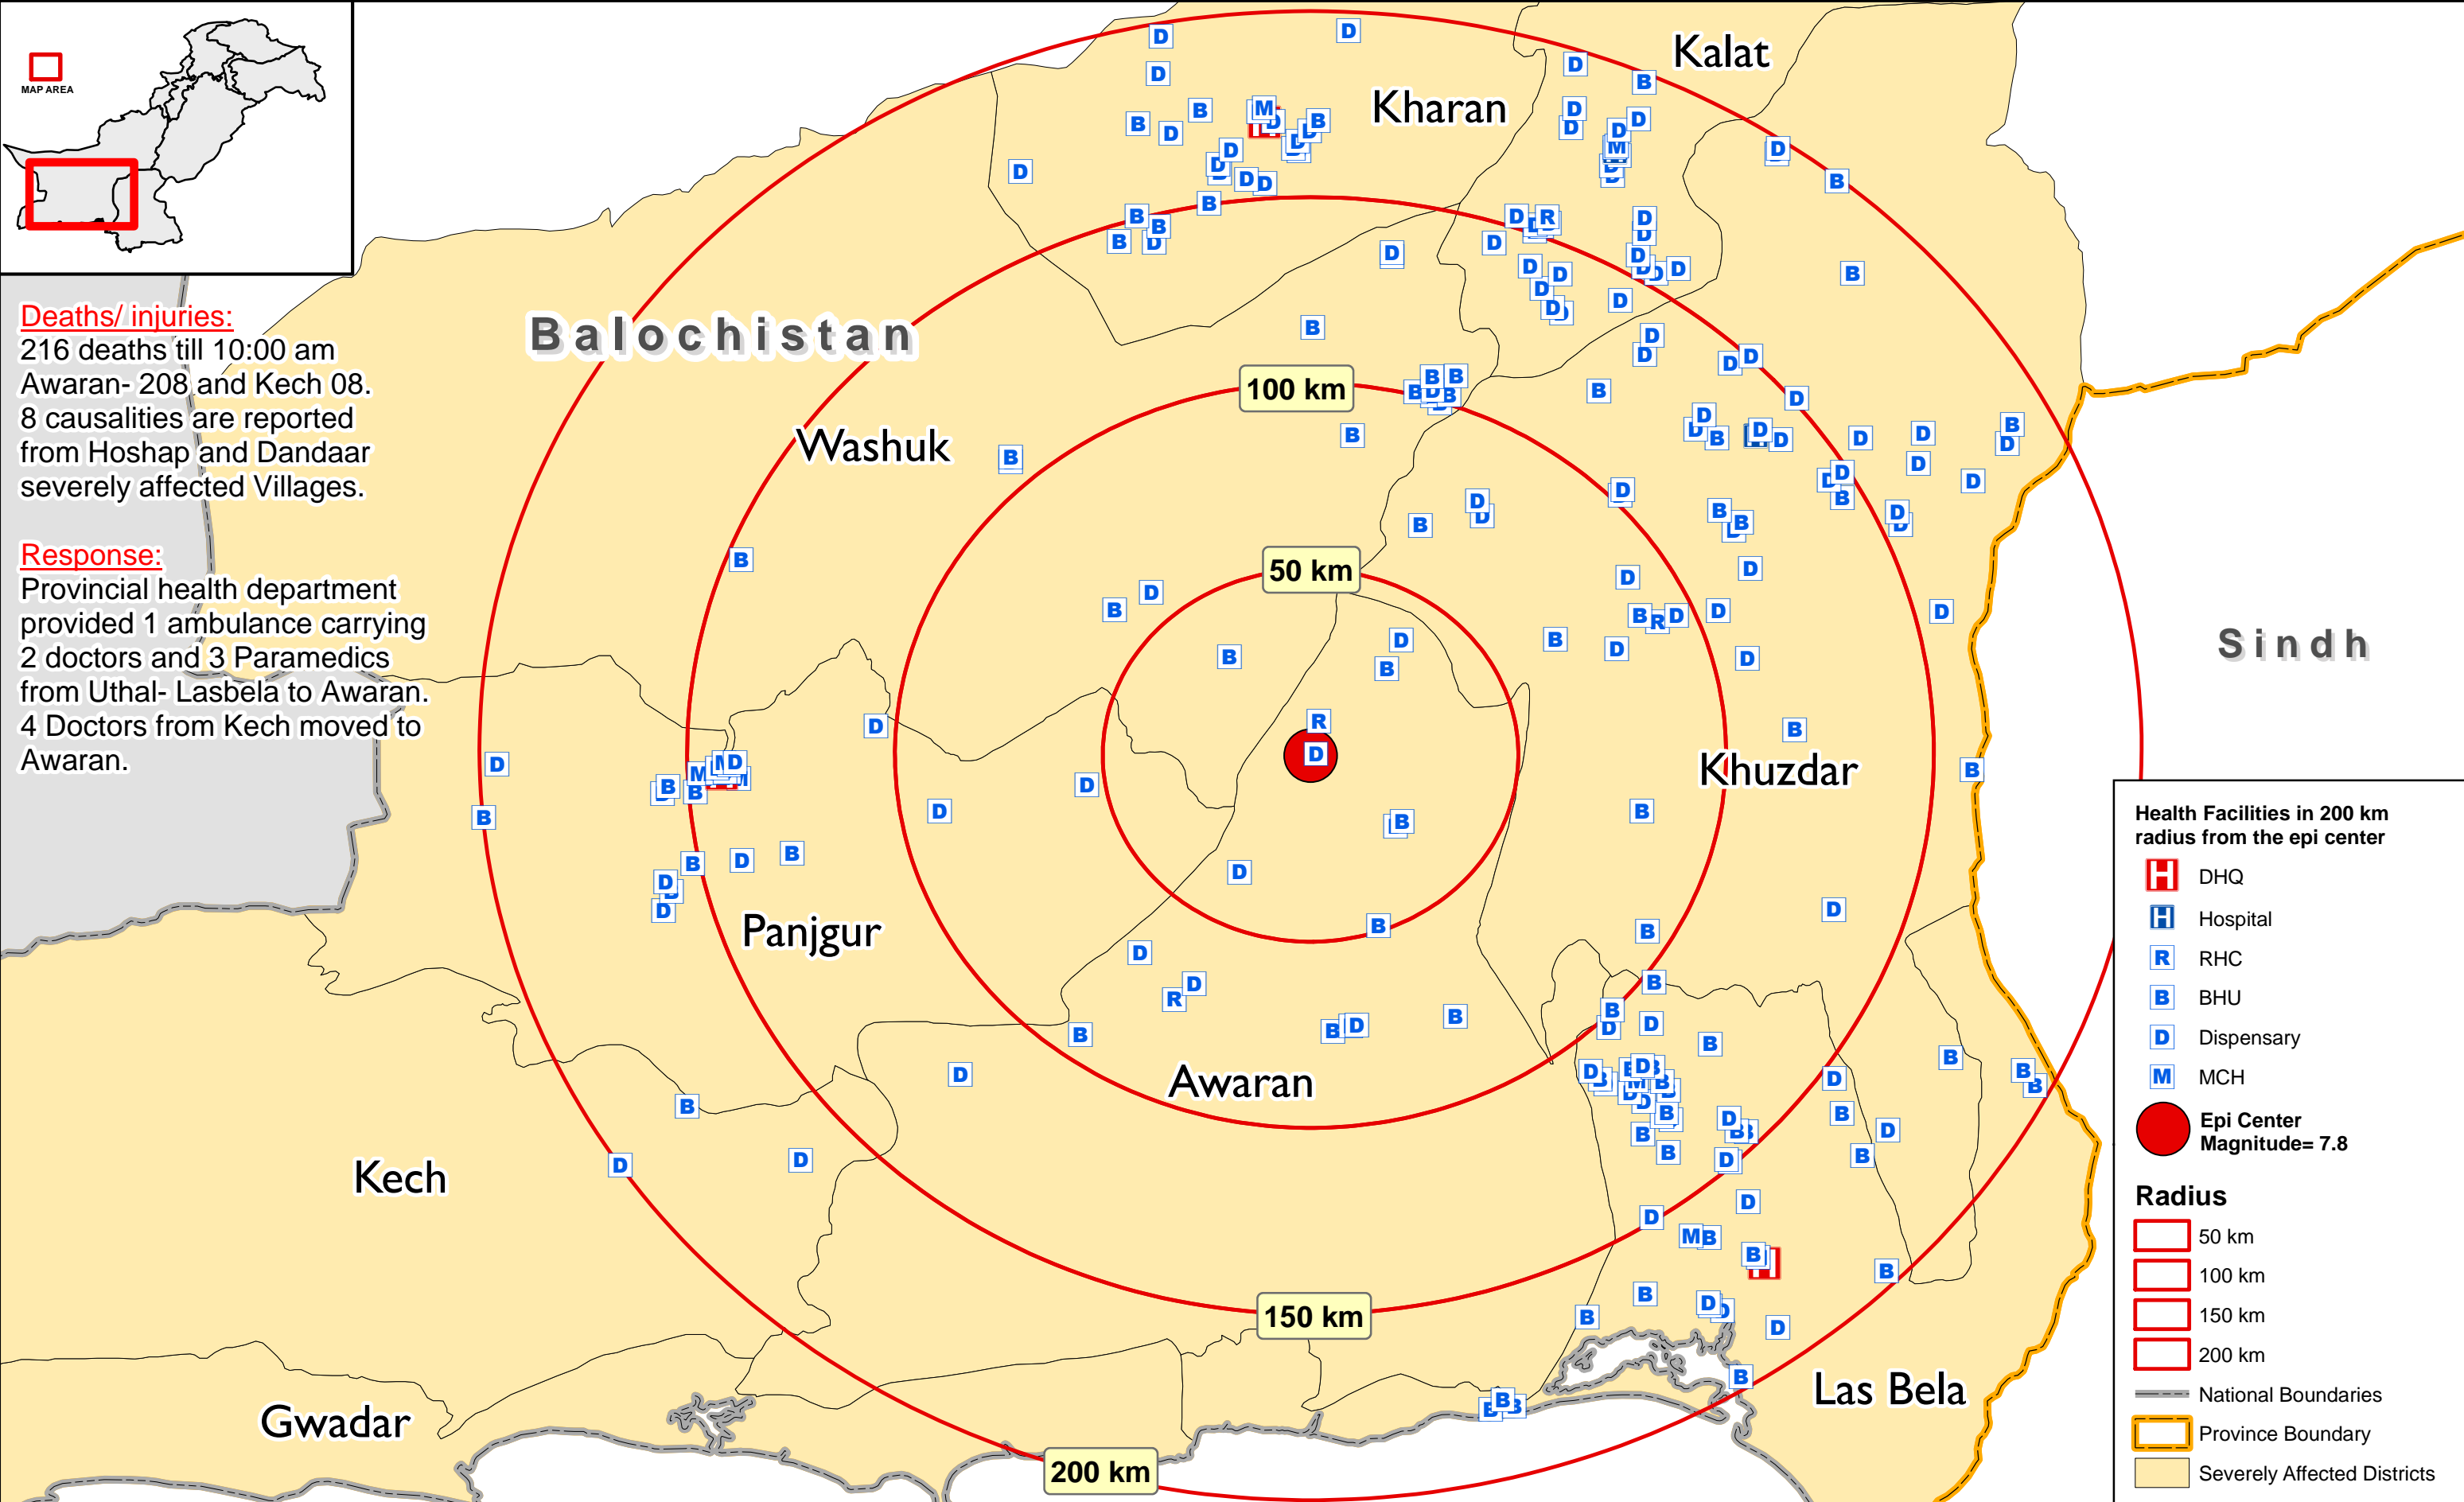 MAP AREA
Deaths/ injuries:
216 deaths till 10:00 am
Awaran- 208 and Kech 08.
8 causalities are reported
from Hoshap and Dandaar
severely affected Villages.
Response:
Provincial health department
provided 1 ambulance carrying
2 doctors and 3 Paramedics
from Uthal- Lasbela to Awaran.
4 Doctors from Kech moved to
Awaran.
Kalat
Kharan
Balochistan
100 km
Washuk
50 km
Sindh
Khuzdar
Panjgur
Awaran
Kech
150 km
Las Bela
Gwadar
200 km
Health Facilities in 200 km
radius from the epi center
H DHQ
H Hospital
R RHC
B BHU
D Dispensary
M MCH
Epi Center
Magnitude= 7.8
Radius
50 km
100 km
150 km
200 km
National Boundaries
Province Boundary
Severely Affected Districts